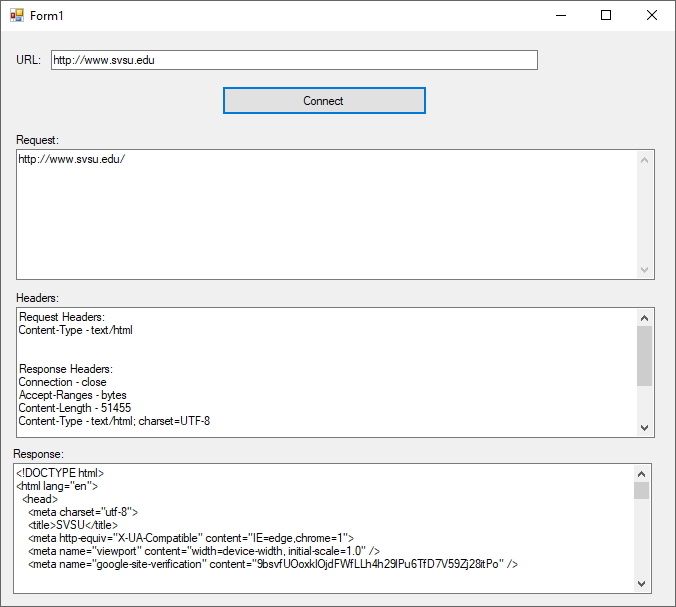 Form1
URL: http://www.svsu.edu
Connect
Request:
http://www.svsu.edu/
Headers:
Request Headers:
Content-Type - text/html
Response Headers:
Connection - close
Accept-Ranges - bytes
Content-Length - 51455
Content-Type - text/html; charset=UTF-8
Response:
<!DOCTYPE html>
<html lang="en">
<head>
<meta charset="utf-8">
<title>SVSU</title>
<meta http-equiv="X-UA-Compatible" content="IE=edge,chrome=1">
<meta name="viewport" content="width=device-width, initial-scale=1.0" />
<meta name="google-site-verification" content= />